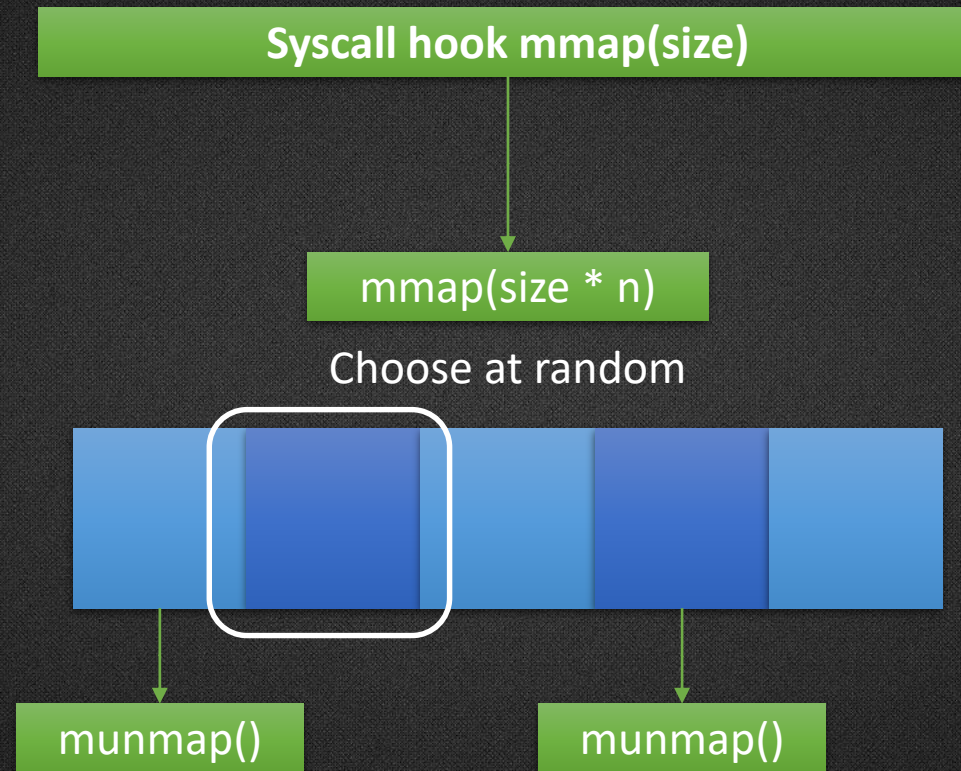 Syscall hook mmap(size)
mmap(size * n)
Choose at random
munmap()
munmap()